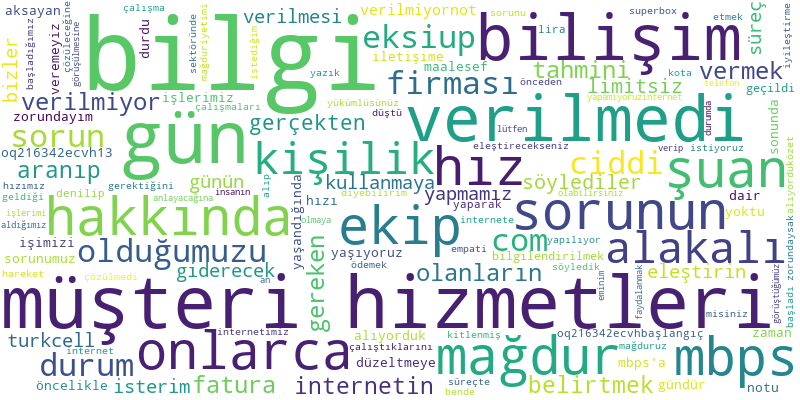 aksayan çalışma verilmesi verilmiyornot sorunu superbox etmek
başladığımız çözüleceğine durdu sektöründe mağduriyetimi istediğim eksiup bilişim lira süreç iyileştirme
bizler veremeyiz görüşülmesine bilgi iletişime kota geçildi
yazık maalesef tahmini vermek
verilmiyor işlerimiz yükümlüsünüz firması limitsiz önceden yapamıyoruzinternet telefon
zorundayım çalışmaları düştü verilmedi
sorun gün gerçekten lütfen durumda sonunda
oq216342ecvh13 kişilik hız eleştirecekseniz verip istiyoruz alıyorduközet
aranıp ciddi şuan
denilip günün alıp kullanmaya söylediler dair
hızımız gerektiğini insanın diyebilirim yapmamız olabilirsiniz yoktu
geldiği işlerimi anlayacağına yaşandığında hızı yaparak sorunun
aldığımız hakkında olmaya ekip internete
işimizi olduğumuzu yaşıyoruz empati com yapılıyor alakalı
sorunumuz giderecek gereken ödemek söyledik bilgilendirilmek
hareket çözülmedi an olanların eleştirin
müşteri hizmetleri eminim faydalanmak misiniz görüştüğümüz başladı zorundaysak
turkcell internetimiz alıyorduk kitlenmiş oq216342ecvhbaşlangıç zaman
internet onlarca çalıştıklarını mağdur mağduruz
durum düzeltmeye mbps'a mbps
öncelikle isterim fatura internetin süreçte bende belirtmek gündür notu